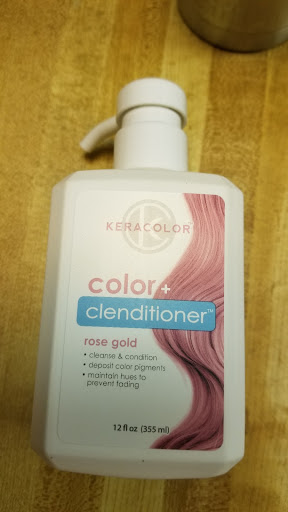 KERACOLOR
color+
clenditioner™
rose gold
• cleanse & condition
• deposit color pigments
• maintain hues to
prevent fading
12 fl oz (355 ml)